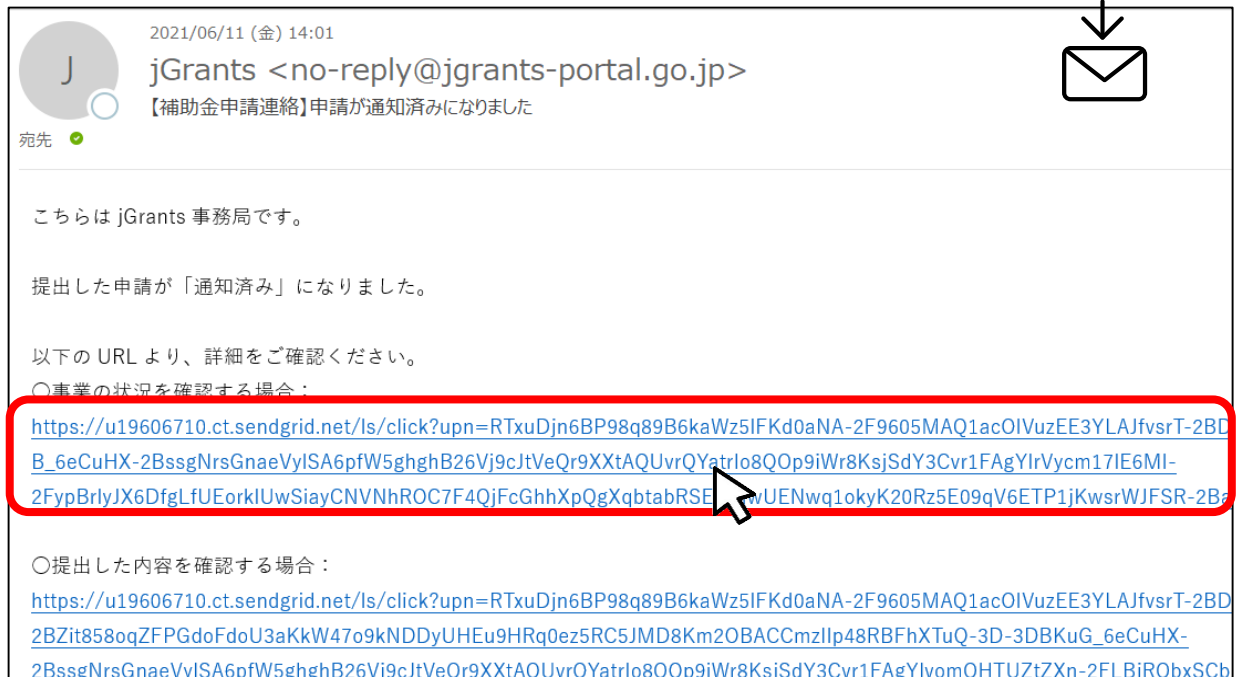 2021/06/11 (金) 14:01
J
jGrants <no-reply@jgrants-portal.go.jp>
【補助金申請連絡】申請が通知済みになりました
宛先
こちらは jGrants 事務局です。
提出した申請が「通知済み」になりました。
以下の URL より、詳細をご確認ください。
○事業の状況を確認する場合：
https://u19606710.ct.sendgrid.net/ls/click?upn=RTxuDjn6BP98q89B6kaWz5lFKd0aNA-2F9605MAQ1acOIVuzEE3YLAJfvsrT-2BD
B_6eCuHX-2BssgNrsGnaeVylSA6pfW5ghghB26Vj9cJtVeQr9XXtAQUvrQYatrIo8QOp9iWr8KsjSdY3Cvr1FAgYIrVycm17lE6MI-
○提出した内容を確認する場合：
https://u19606710.ct.sendgrid.net/ls/click?upn=RTxuDjn6BP98q89B6kaWz5lFKd0aNA-2F9605MAQ1acOIVuzEE3YLAJfvsrT-2BD
2BZit858oqZFPGdoFdoU3aKkW47o9kNDDyUHEu9HRq0ez5RC5JMD8Km2OBACCmzIlp48RBFhXTuQ-3D-3DBKuG_6eCuHX-